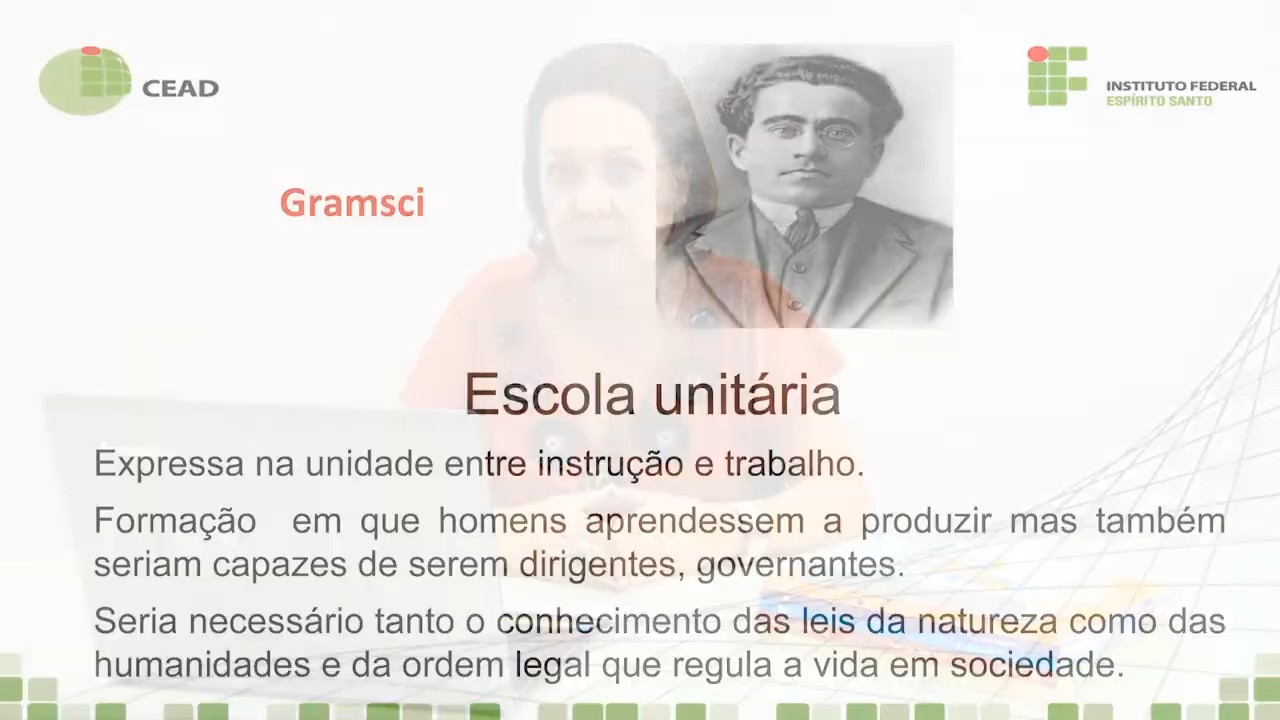 CEAD
INSTITUTO FEDERAL
ESPÍRITO SANTO
Gramsci
Escola unitária
Expressa na unidade entre instrução e trabalho.
Formação em que homens aprendessem a produzir mas também
seriam capazes de serem dirigentes, governantes.
Seria necessário tanto o conhecimento das leis da natureza como das
humanidades e da ordem legal que regula a vida em sociedade.